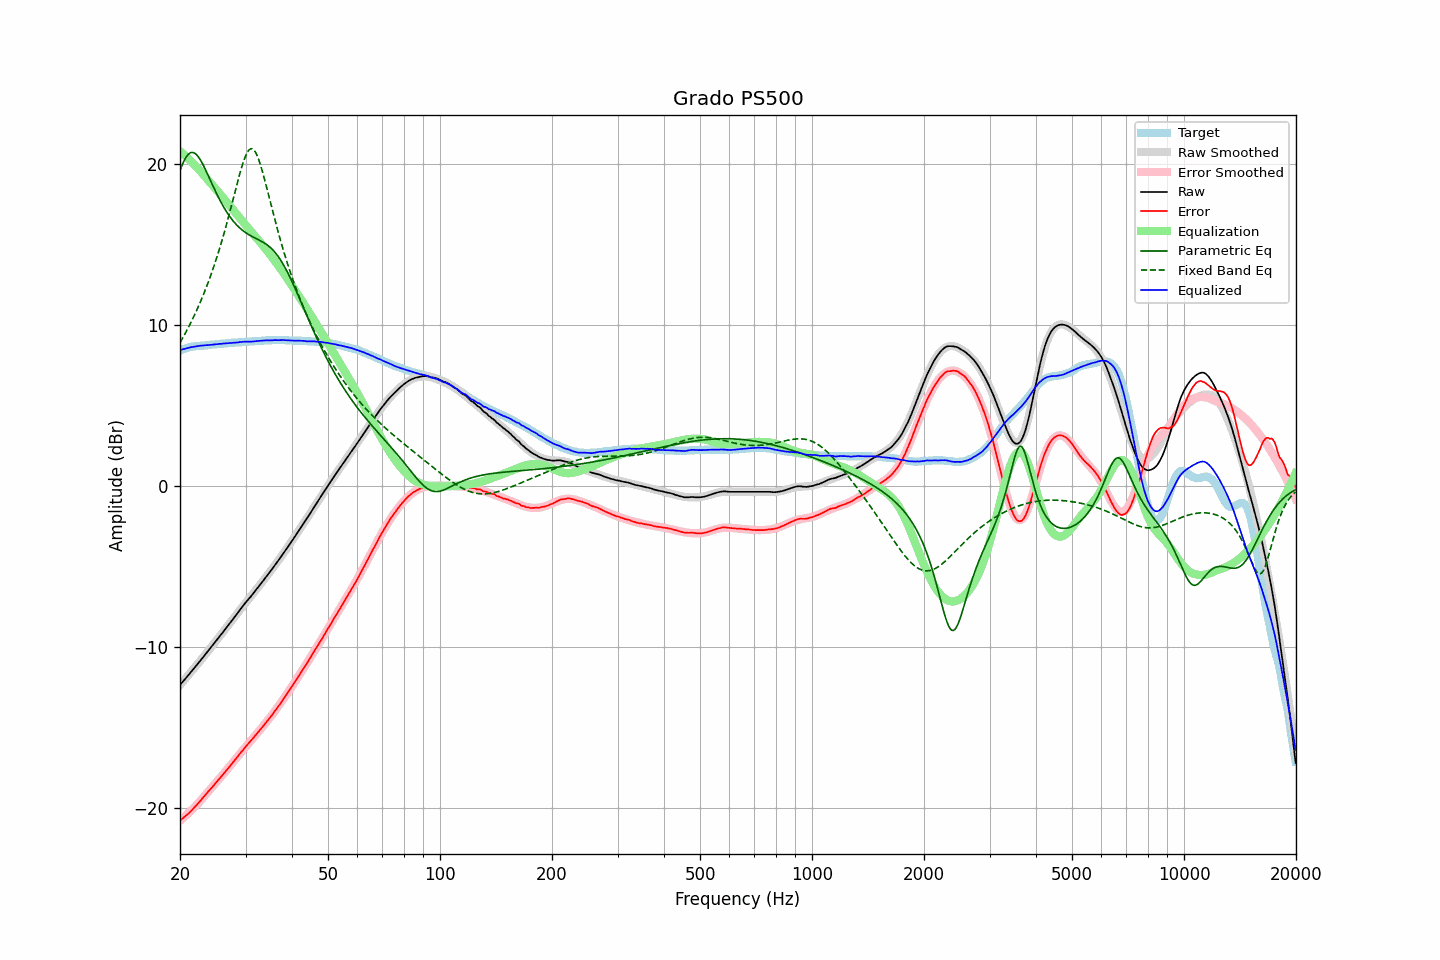 Grado PS500
Amplitude (dBr)
20
10
0
−10
−20
Target
Raw Smoothed
Error Smoothed
Raw
Error
Equalization
Parametric Eq
Fixed Band Eq
Equalized
20 50 100 200 500 1000 2000 5000 10000 20000
Frequency (Hz)